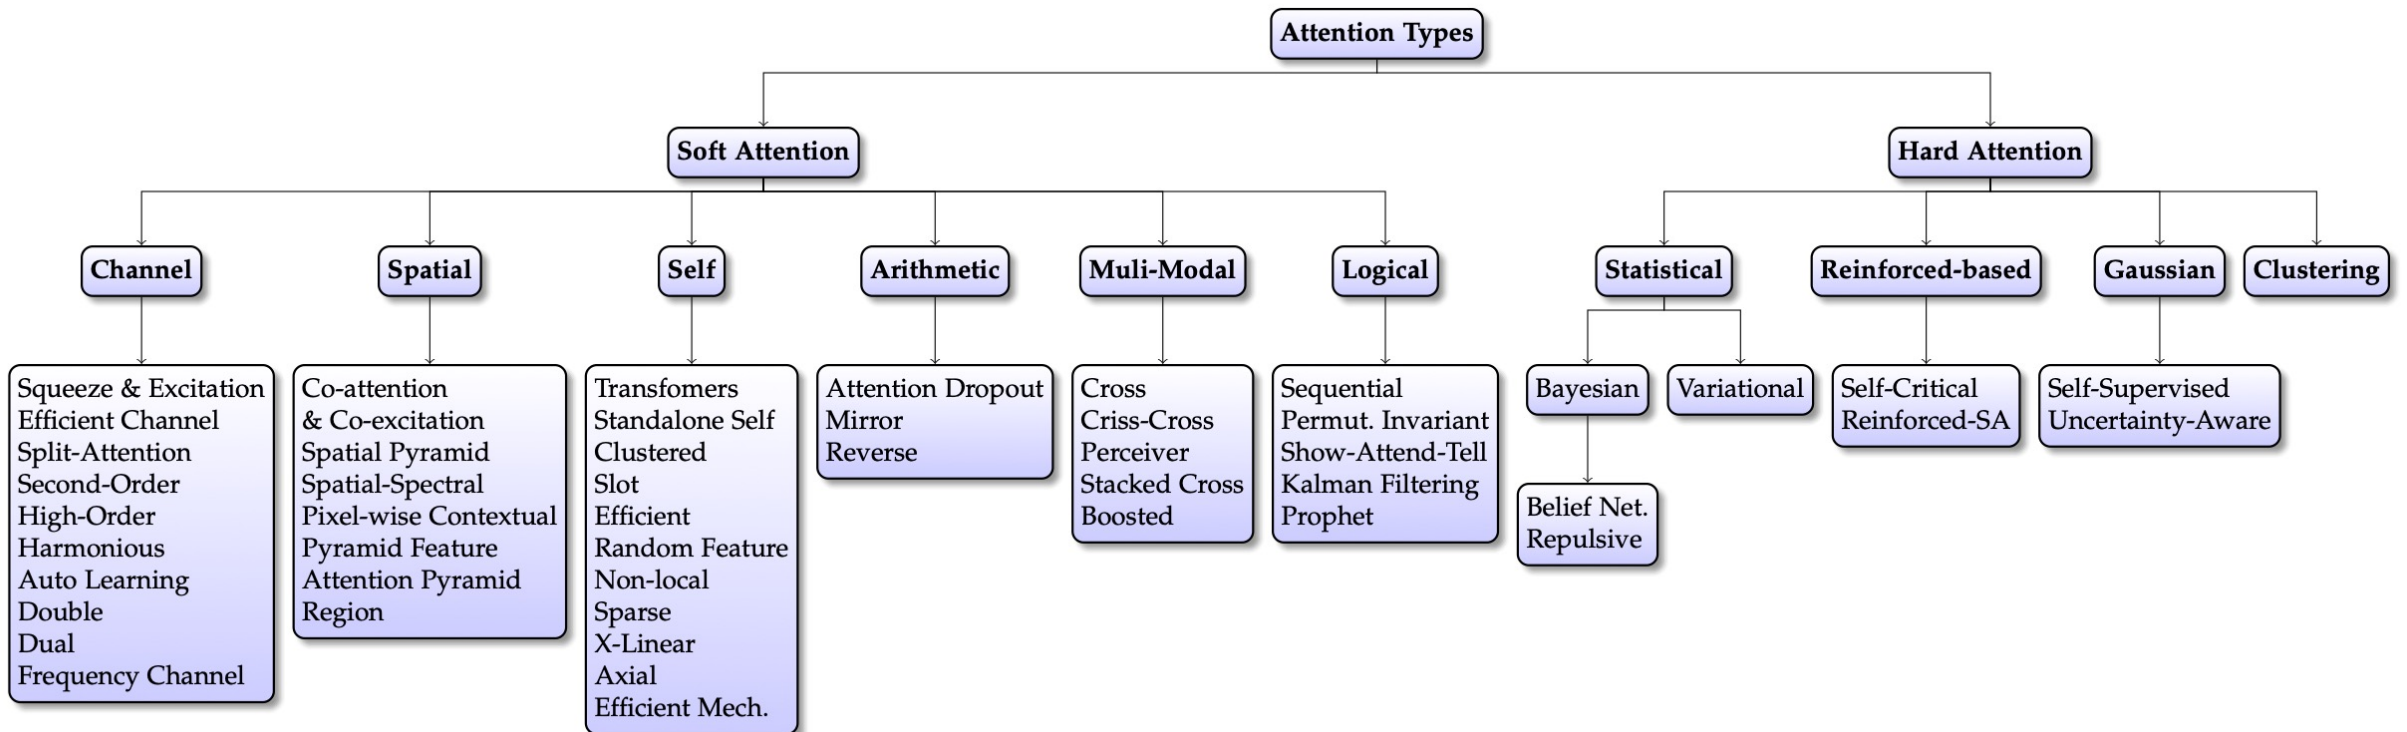 Attention Types
Soft Attention
Hard Attention
Channel
Spatial
Self
Arithmetic
Muli-Modal
Logical
Statistical
Reinforced-based
Gaussian
Clustering
Squeeze & Excitation
Efficient Channel
Split-Attention
Second-Order
High-Order
Harmonious
Auto Learning
Double
Dual
Frequency Channel
Co-attention
& Co-excitation
Spatial Pyramid
Spatial-Spectral
Pixel-wise Contextual
Pyramid Feature
Attention Pyramid
Region
Transfomers
Standalone Self
Clustered
Slot
Efficient
Random Feature
Non-local
Sparse
X-Linear
Axial
Efficient Mech.
Attention Dropout
Mirror
Reverse
Cross
Criss-Cross
Perceiver
Stacked Cross
Boosted
Sequential
Permut. Invariant
Show-Attend-Tell
Kalman Filtering
Prophet
Bayesian
Variational
Belief Net.
Repulsive
Self-Critical
Reinforced-SA
Self-Supervised
Uncertainty-Aware